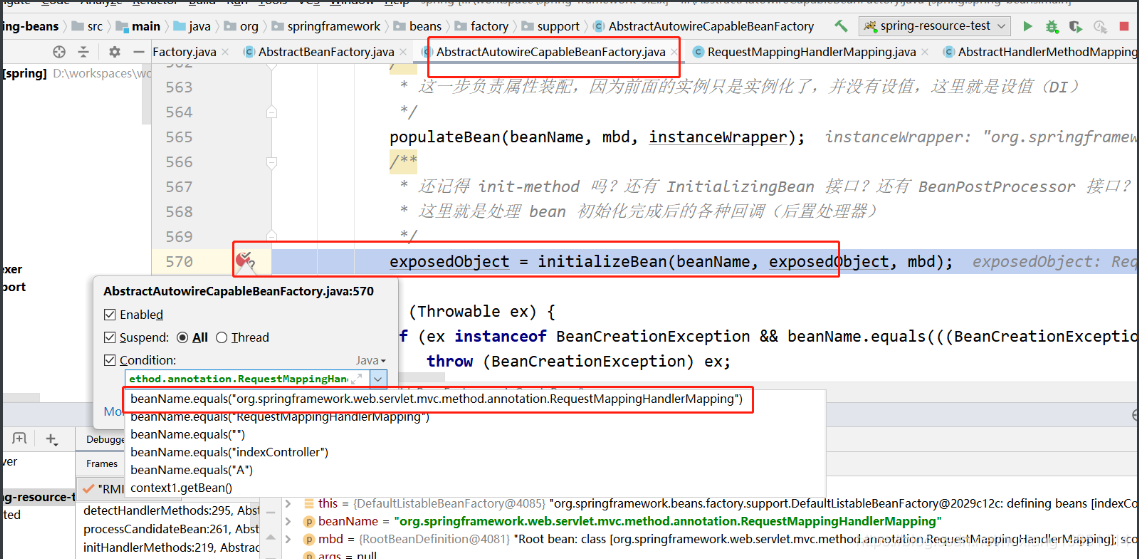 ring-beans src main java org springframework beans factory support AbstractAutowireCapableBeanFactory spring-resource-test
Factory.java AbstractBeanFactory.java AbstractAutowireCapableBeanFactory.java RequestMappingHandlerMapping.java AbstractHandlerMethodMapping
[spring] D:\workspaces\wo
562 /**
563 * 这一步负责属性装配，因为前面的实例只是实例化了，并没有设值，这里就是设值（DI）
564 */
565 populateBean(beanName, mbd, instanceWrapper); instanceWrapper: "org.springframew
566 /**
567 * 还记得 init-method 吗？还有 InitializingBean 接口？还有 BeanPostProcessor 接口？
568 * 这里就是处理 bean 初始化完成后的各种回调（后置处理器）
569 */
570 exposedObject = initializeBean(beanName, exposedObject, mbd); exposedObject: Req
exer
port
AbstractAutowireCapableBeanFactory.java:570
Enabled
Suspend: All Thread
Condition: Java
ethod.annotation.RequestMappingHan
(Throwable ex) {
f (ex instanceof BeanCreationException && beanName.equals(((BeanCreationException
throw (BeanCreationException) ex;
beanName.equals("org.springframework.web.servlet.mvc.method.annotation.RequestMappingHandlerMapping")
beanName.equals("RequestMappingHandlerMapping")
beanName.equals("")
beanName.equals("indexController")
beanName.equals("A")
context1.getBean()
Mo
Debugge
ver
Frames
ng-resource-t
"RMI
cted
detectHandlerMethods:295, Abst
processCandidateBean:261, Abst
initHandlerMethods:219, Abstrac
this = {DefaultListableBeanFactory@4085} "org.springframework.beans.factory.support.DefaultListableBeanFactory@2029c12c: defining beans [indexCon
beanName = "org.springframework.web.servlet.mvc.method.annotation.RequestMappingHandlerMapping"
mbd = {RootBeanDefinition@4081} "Root bean: class [org.springframework.web.servlet.mvc.method.annotation.RequestMappingHandlerMapping]; sco
args = null